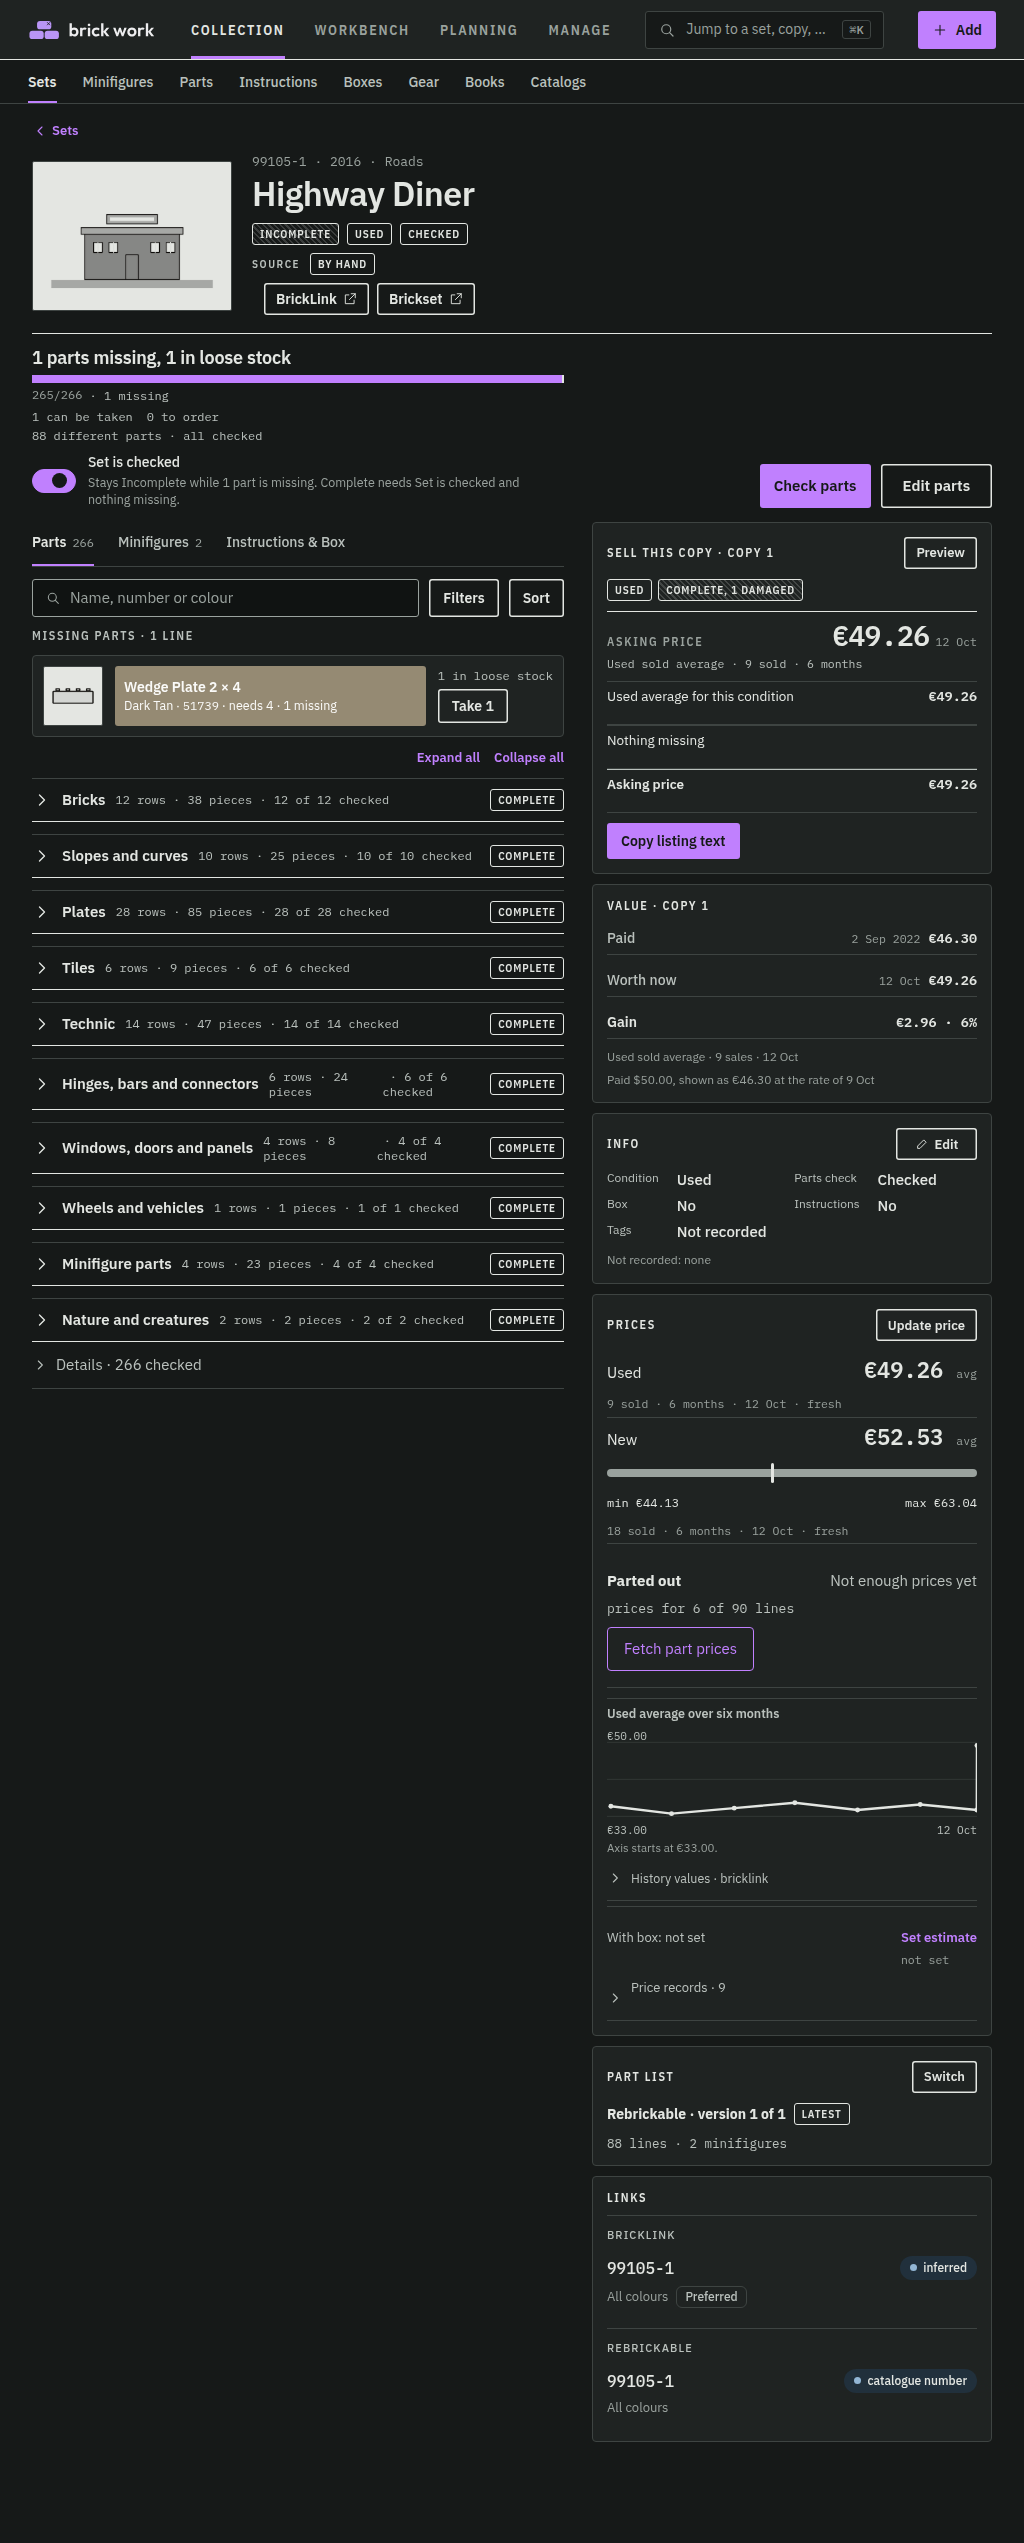 brick work
COLLECTION
WORKBENCH
PLANNING
MANAGE
Jump to a set, copy, ...
⌘K
+ Add
Sets
Minifigures
Parts
Instructions
Boxes
Gear
Books
Catalogs
Sets
99105-1 · 2016 · Roads
Highway Diner
INCOMPLETE
USED
CHECKED
SOURCE
BY HAND
BrickLink
Brickset
1 parts missing, 1 in loose stock
265/266 · 1 missing
1 can be taken 0 to order
88 different parts · all checked
Set is checked
Stays Incomplete while 1 part is missing. Complete needs Set is checked and
nothing missing.
Check parts
Edit parts
Parts 266
Minifigures 2
Instructions & Box
Name, number or colour
Filters
Sort
MISSING PARTS · 1 LINE
Wedge Plate 2 × 4
Dark Tan · 51739 · needs 4 · 1 missing
1 in loose stock
Take 1
Expand all
Collapse all
Bricks 12 rows · 38 pieces · 12 of 12 checked COMPLETE
Slopes and curves 10 rows · 25 pieces · 10 of 10 checked COMPLETE
Plates 28 rows · 85 pieces · 28 of 28 checked COMPLETE
Tiles 6 rows · 9 pieces · 6 of 6 checked COMPLETE
Technic 14 rows · 47 pieces · 14 of 14 checked COMPLETE
Hinges, bars and connectors 6 rows · 24 pieces · 6 of 6 checked COMPLETE
Windows, doors and panels 4 rows · 8 pieces · 4 of 4 checked COMPLETE
Wheels and vehicles 1 rows · 1 pieces · 1 of 1 checked COMPLETE
Minifigure parts 4 rows · 23 pieces · 4 of 4 checked COMPLETE
Nature and creatures 2 rows · 2 pieces · 2 of 2 checked COMPLETE
Details · 266 checked
SELL THIS COPY · COPY 1
Preview
USED
COMPLETE, 1 DAMAGED
ASKING PRICE €49.26 12 Oct
Used sold average · 9 sold · 6 months
Used average for this condition €49.26
Nothing missing
Asking price €49.26
Copy listing text
VALUE · COPY 1
Paid 2 Sep 2022 €46.30
Worth now 12 Oct €49.26
Gain €2.96 · 6%
Used sold average · 9 sales · 12 Oct
Paid $50.00, shown as €46.30 at the rate of 9 Oct
INFO
Edit
Condition Used Parts check Checked
Box No Instructions No
Tags Not recorded
Not recorded: none
PRICES
Update price
Used €49.26 avg
9 sold · 6 months · 12 Oct · fresh
New €52.53 avg
min €44.13 max €63.04
18 sold · 6 months · 12 Oct · fresh
Parted out Not enough prices yet
prices for 6 of 90 lines
Fetch part prices
Used average over six months
€50.00
€33.00 12 Oct
Axis starts at €33.00.
History values · bricklink
With box: not set Set estimate
not set
Price records · 9
PART LIST
Switch
Rebrickable · version 1 of 1 LATEST
88 lines · 2 minifigures
LINKS
BRICKLINK
99105-1 inferred
All colours Preferred
REBRICKABLE
99105-1 catalogue number
All colours